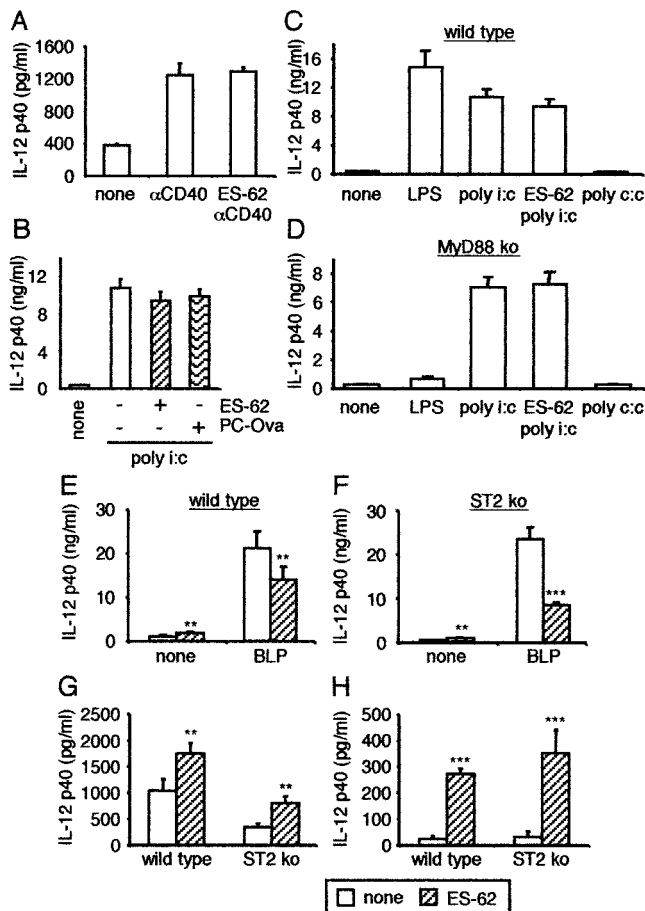 A
IL-12 p40 (pg/ml)
1600
1200
800
400
0
none
αCD40
ES-62
αCD40
B
IL-12 p40 (ng/ml)
12
8
4
0
none
- + - ES-62
- - + PC-Ova
poly i:c
C
wild type
IL-12 p40 (ng/ml)
20
16
12
8
4
0
none
LPS
poly i:c
ES-62
poly i:c
poly c:c
D
MyD88 ko
IL-12 p40 (ng/ml)
8
6
4
2
0
none
LPS
poly i:c
ES-62
poly i:c
poly c:c
E
wild type
IL-12 p40 (ng/ml)
30
20
10
0
**
**
none
BLP
F
ST2 ko
IL-12 p40 (ng/ml)
30
20
10
0
**
***
none
BLP
G
IL-12 p40 (pg/ml)
2500
2000
1500
1000
500
0
**
**
wild type
ST2 ko
H
IL-12 p40 (pg/ml)
500
400
300
200
100
0
***
***
wild type
ST2 ko
none
ES-62